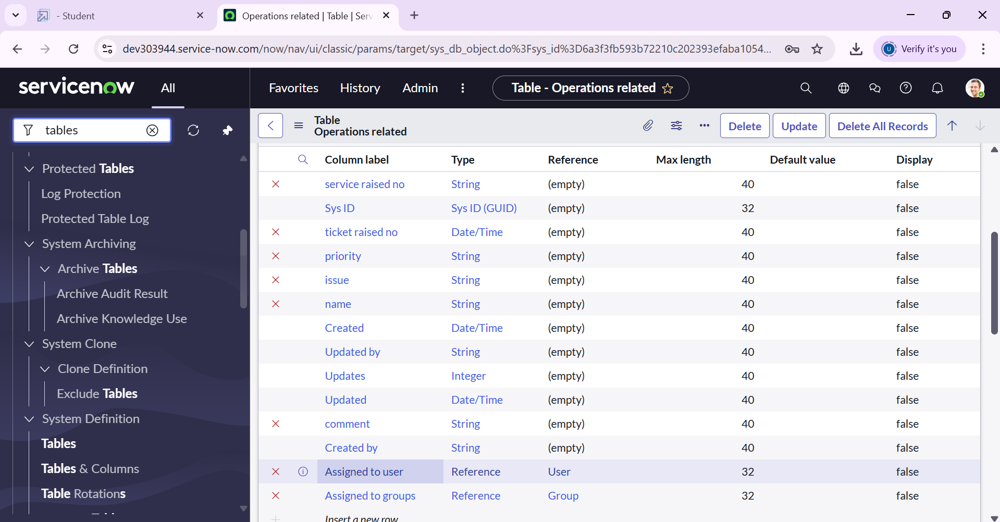 - Student
Operations related | Table | Serv
dev303944.service-now.com/now/nav/ui/classic/params/target/sys_db_object.do%3Fsys_id%3D6a3f3fb593b72210c202393efaba1054...
U
Verify it's you
servicenow
All
Favorites
History
Admin
Table - Operations related
tables
Table
Operations related
Delete
Update
Delete All Records
Protected Tables
Log Protection
Protected Table Log
System Archiving
Archive Tables
Archive Audit Result
Archive Knowledge Use
System Clone
Clone Definition
Exclude Tables
System Definition
Tables
Tables & Columns
Table Rotations
Column label Type Reference Max length Default value Display
service raised no String (empty) 40 false
Sys ID Sys ID (GUID) (empty) 32 false
ticket raised no Date/Time (empty) 40 false
priority String (empty) 40 false
issue String (empty) 40 false
name String (empty) 40 false
Created Date/Time (empty) 40 false
Updated by String (empty) 40 false
Updates Integer (empty) 40 false
Updated Date/Time (empty) 40 false
comment String (empty) 40 false
Created by String (empty) 40 false
Assigned to user Reference User 32 false
Assigned to groups Reference Group 32 false
Insert a new row